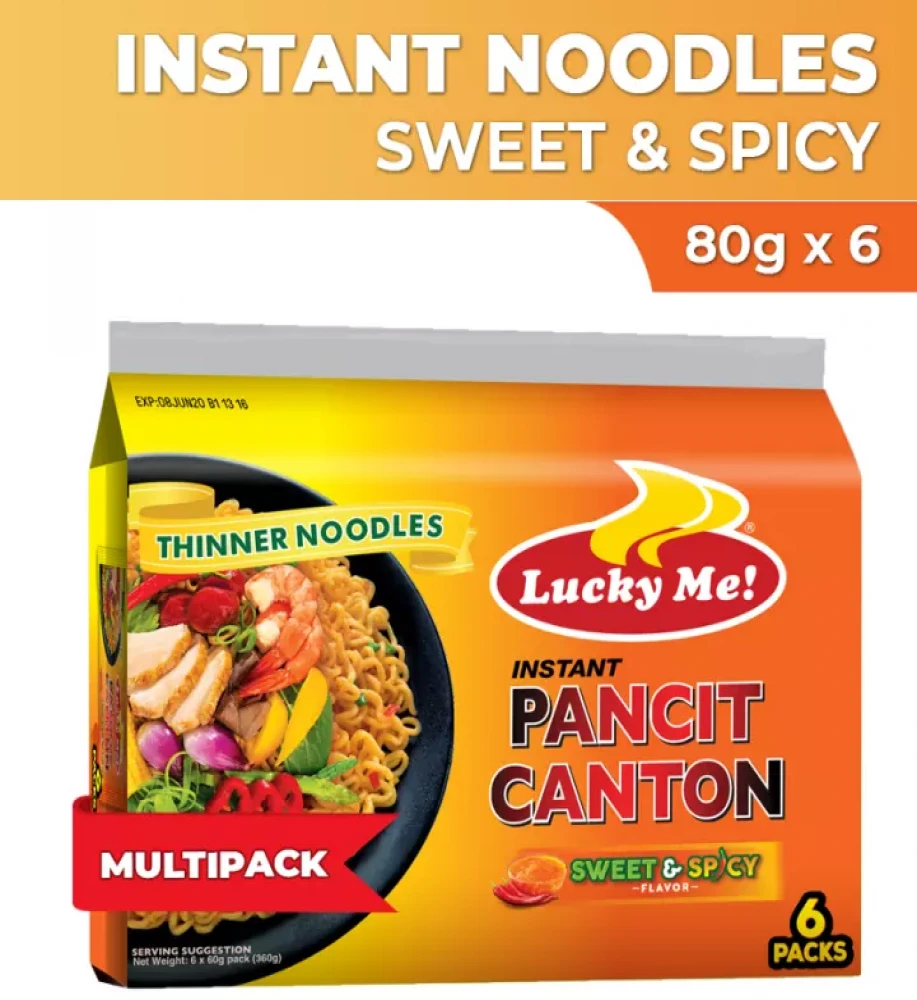 INSTANT NOODLES
SWEET & SPICY
80g x 6
EXP:08JUN20 B1 13 16
THINNER NOODLES
Lucky Me!
®
INSTANT
PANCIT
CANTON
SWEET & SPICY
-FLAVOR-
MULTIPACK
6
PACKS
SERVING SUGGESTION
Net Weight: 6 x 60g pack (360g)